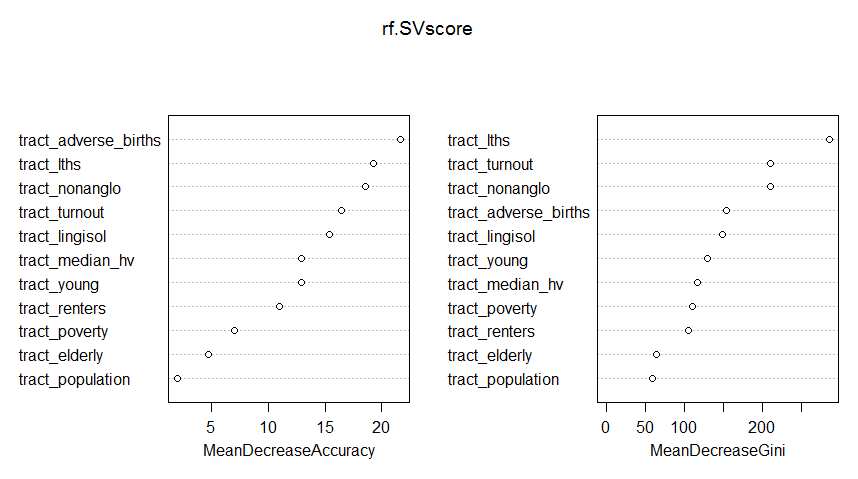 rf.SVscore
tract_adverse_births
tract_lths
tract_nonanglo
tract_turnout
tract_lingisol
tract_median_hv
tract_young
tract_renters
tract_poverty
tract_elderly
tract_population
5 10 15 20
MeanDecreaseAccuracy
tract_lths
tract_turnout
tract_nonanglo
tract_adverse_births
tract_lingisol
tract_young
tract_median_hv
tract_poverty
tract_renters
tract_elderly
tract_population
0 50 100 200
MeanDecreaseGini